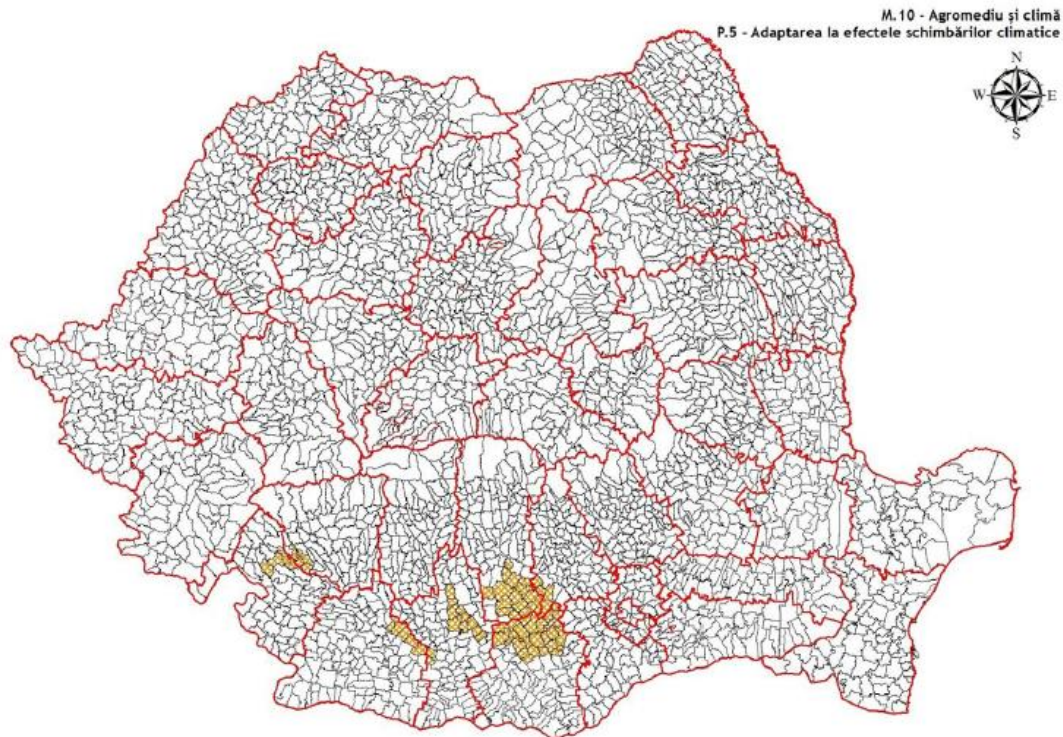 M.10 - Agromediu și climă
P.5 - Adaptarea la efectele schimbărilor climatice
N
W E
S